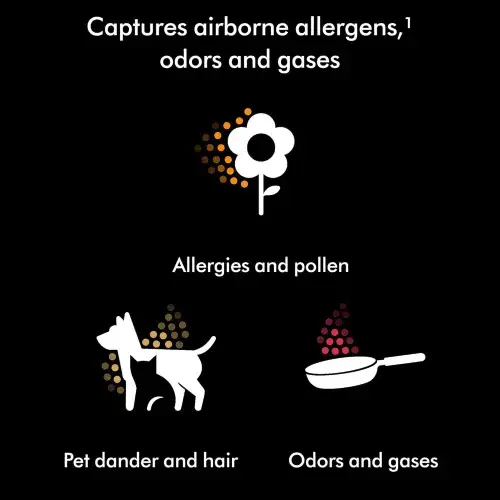 Captures airborne allergens,¹
odors and gases
Allergies and pollen
Pet dander and hair
Odors and gases